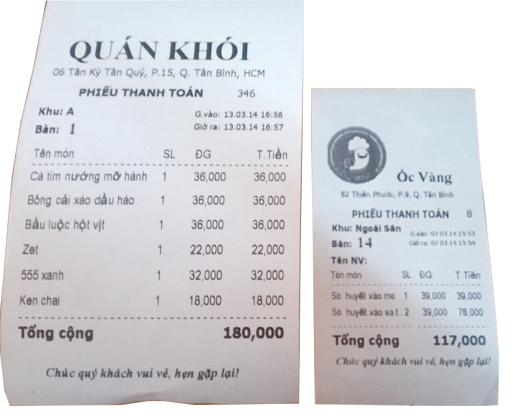 QUÁN KHÓI
06 Tân Kỳ Tân Quý, P.15, Q. Tân Bình, HCM
PHIẾU THANH TOÁN 346
Khu: A
G.vào: 13.03.14 16:56
Bàn: 1
Giờ ra: 13.03.14 16:57
Tên món SL ĐG T.Tiền
Cà tím nướng mỡ hành 1 36,000 36,000
Bông cải xào dầu hào 1 36,000 36,000
Bầu luộc hột vịt 1 36,000 36,000
Zet 1 22,000 22,000
555 xanh 1 32,000 32,000
Ken chai 1 18,000 18,000
Tổng cộng 180,000
Chúc quý khách vui vẻ, hẹn gặp lại!
Ốc Vàng
82 Thiên Phước, P.9, Q. Tân Bình
PHIẾU THANH TOÁN 8
Khu: Ngoài Sân
G.vào: 07.03.14 15:53
Bàn: 14
Giờ ra: 07.03.14 15:54
Tên NV:
Tên món SL ĐG T.Tiền
Sò huyết xào me 1 39,000 39,000
Sò huyết xào sa t.. 2 39,000 78,000
Tổng cộng 117,000
Chúc quý khách vui vẻ, hẹn gặp lại!